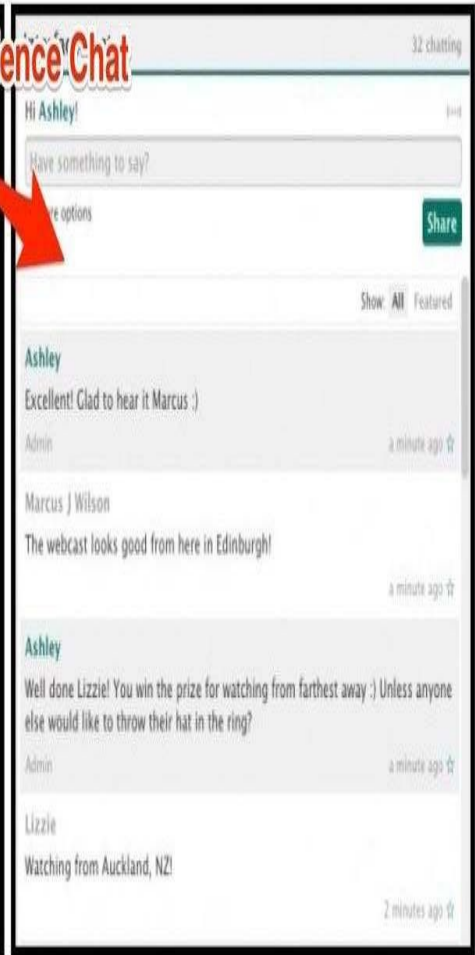 ence Chat
32 chatting
Hi Ashley!
Have something to say?
re options
Share
Show: All Featured
Ashley
Excellent! Glad to hear it Marcus :)
Admin
a minute ago
Marcus J Wilson
The webcast looks good from here in Edinburgh!
a minute ago
Ashley
Well done Lizzie! You win the prize for watching from farthest away :) Unless anyone
else would like to throw their hat in the ring?
Admin
a minute ago
Lizzie
Watching from Auckland, NZ!
2 minutes ago